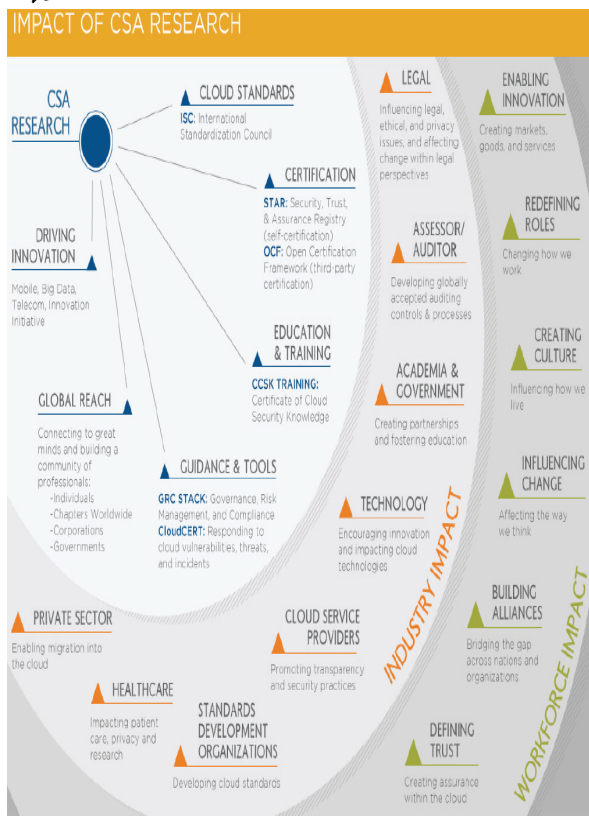 IMPACT OF CSA RESEARCH
CSA
RESEARCH
CLOUD STANDARDS
ISC: International
Standardization Council
CERTIFICATION
STAR: Security, Trust,
& Assurance Registry
(self-certification)
OCF: Open Certification
Framework (third-party
certification)
DRIVING
INNOVATION
Mobile, Big Data,
Telecom, Innovation
Initiative
EDUCATION
& TRAINING
CCSK TRAINING:
Certificate of Cloud
Security Knowledge
GLOBAL REACH
Connecting to great
minds and building a
community of
professionals:
-Individuals
-Chapters Worldwide
-Corporations
-Governments
GUIDANCE & TOOLS
GRC STACK: Governance, Risk
Management, and Compliance
CloudCERT: Responding to
cloud vulnerabilities, threats,
and incidents
LEGAL
Influencing legal,
ethical, and privacy
issues, and affecting
change within legal
perspectives
ASSESSOR/
AUDITOR
Developing globally
accepted auditing
controls & processes
ACADEMIA &
GOVERNMENT
Creating partnerships
and fostering education
TECHNOLOGY
Encouraging innovation
and impacting cloud
technologies
CLOUD SERVICE
PROVIDERS
Promoting transparency
and security practices
STANDARDS
DEVELOPMENT
ORGANIZATIONS
Developing cloud standards
HEALTHCARE
Impacting patient
care, privacy and
research
PRIVATE SECTOR
Enabling migration into
the cloud
INDUSTRY IMPACT
ENABLING
INNOVATION
Creating markets,
goods, and services
REDEFINING
ROLES
Changing how we
work
CREATING
CULTURE
Influencing how we
live
INFLUENCING
CHANGE
Affecting the way
we think
BUILDING
ALLIANCES
Bridging the gap
across nations and
organizations
DEFINING
TRUST
Creating assurance
within the cloud
WORKFORCE IMPACT